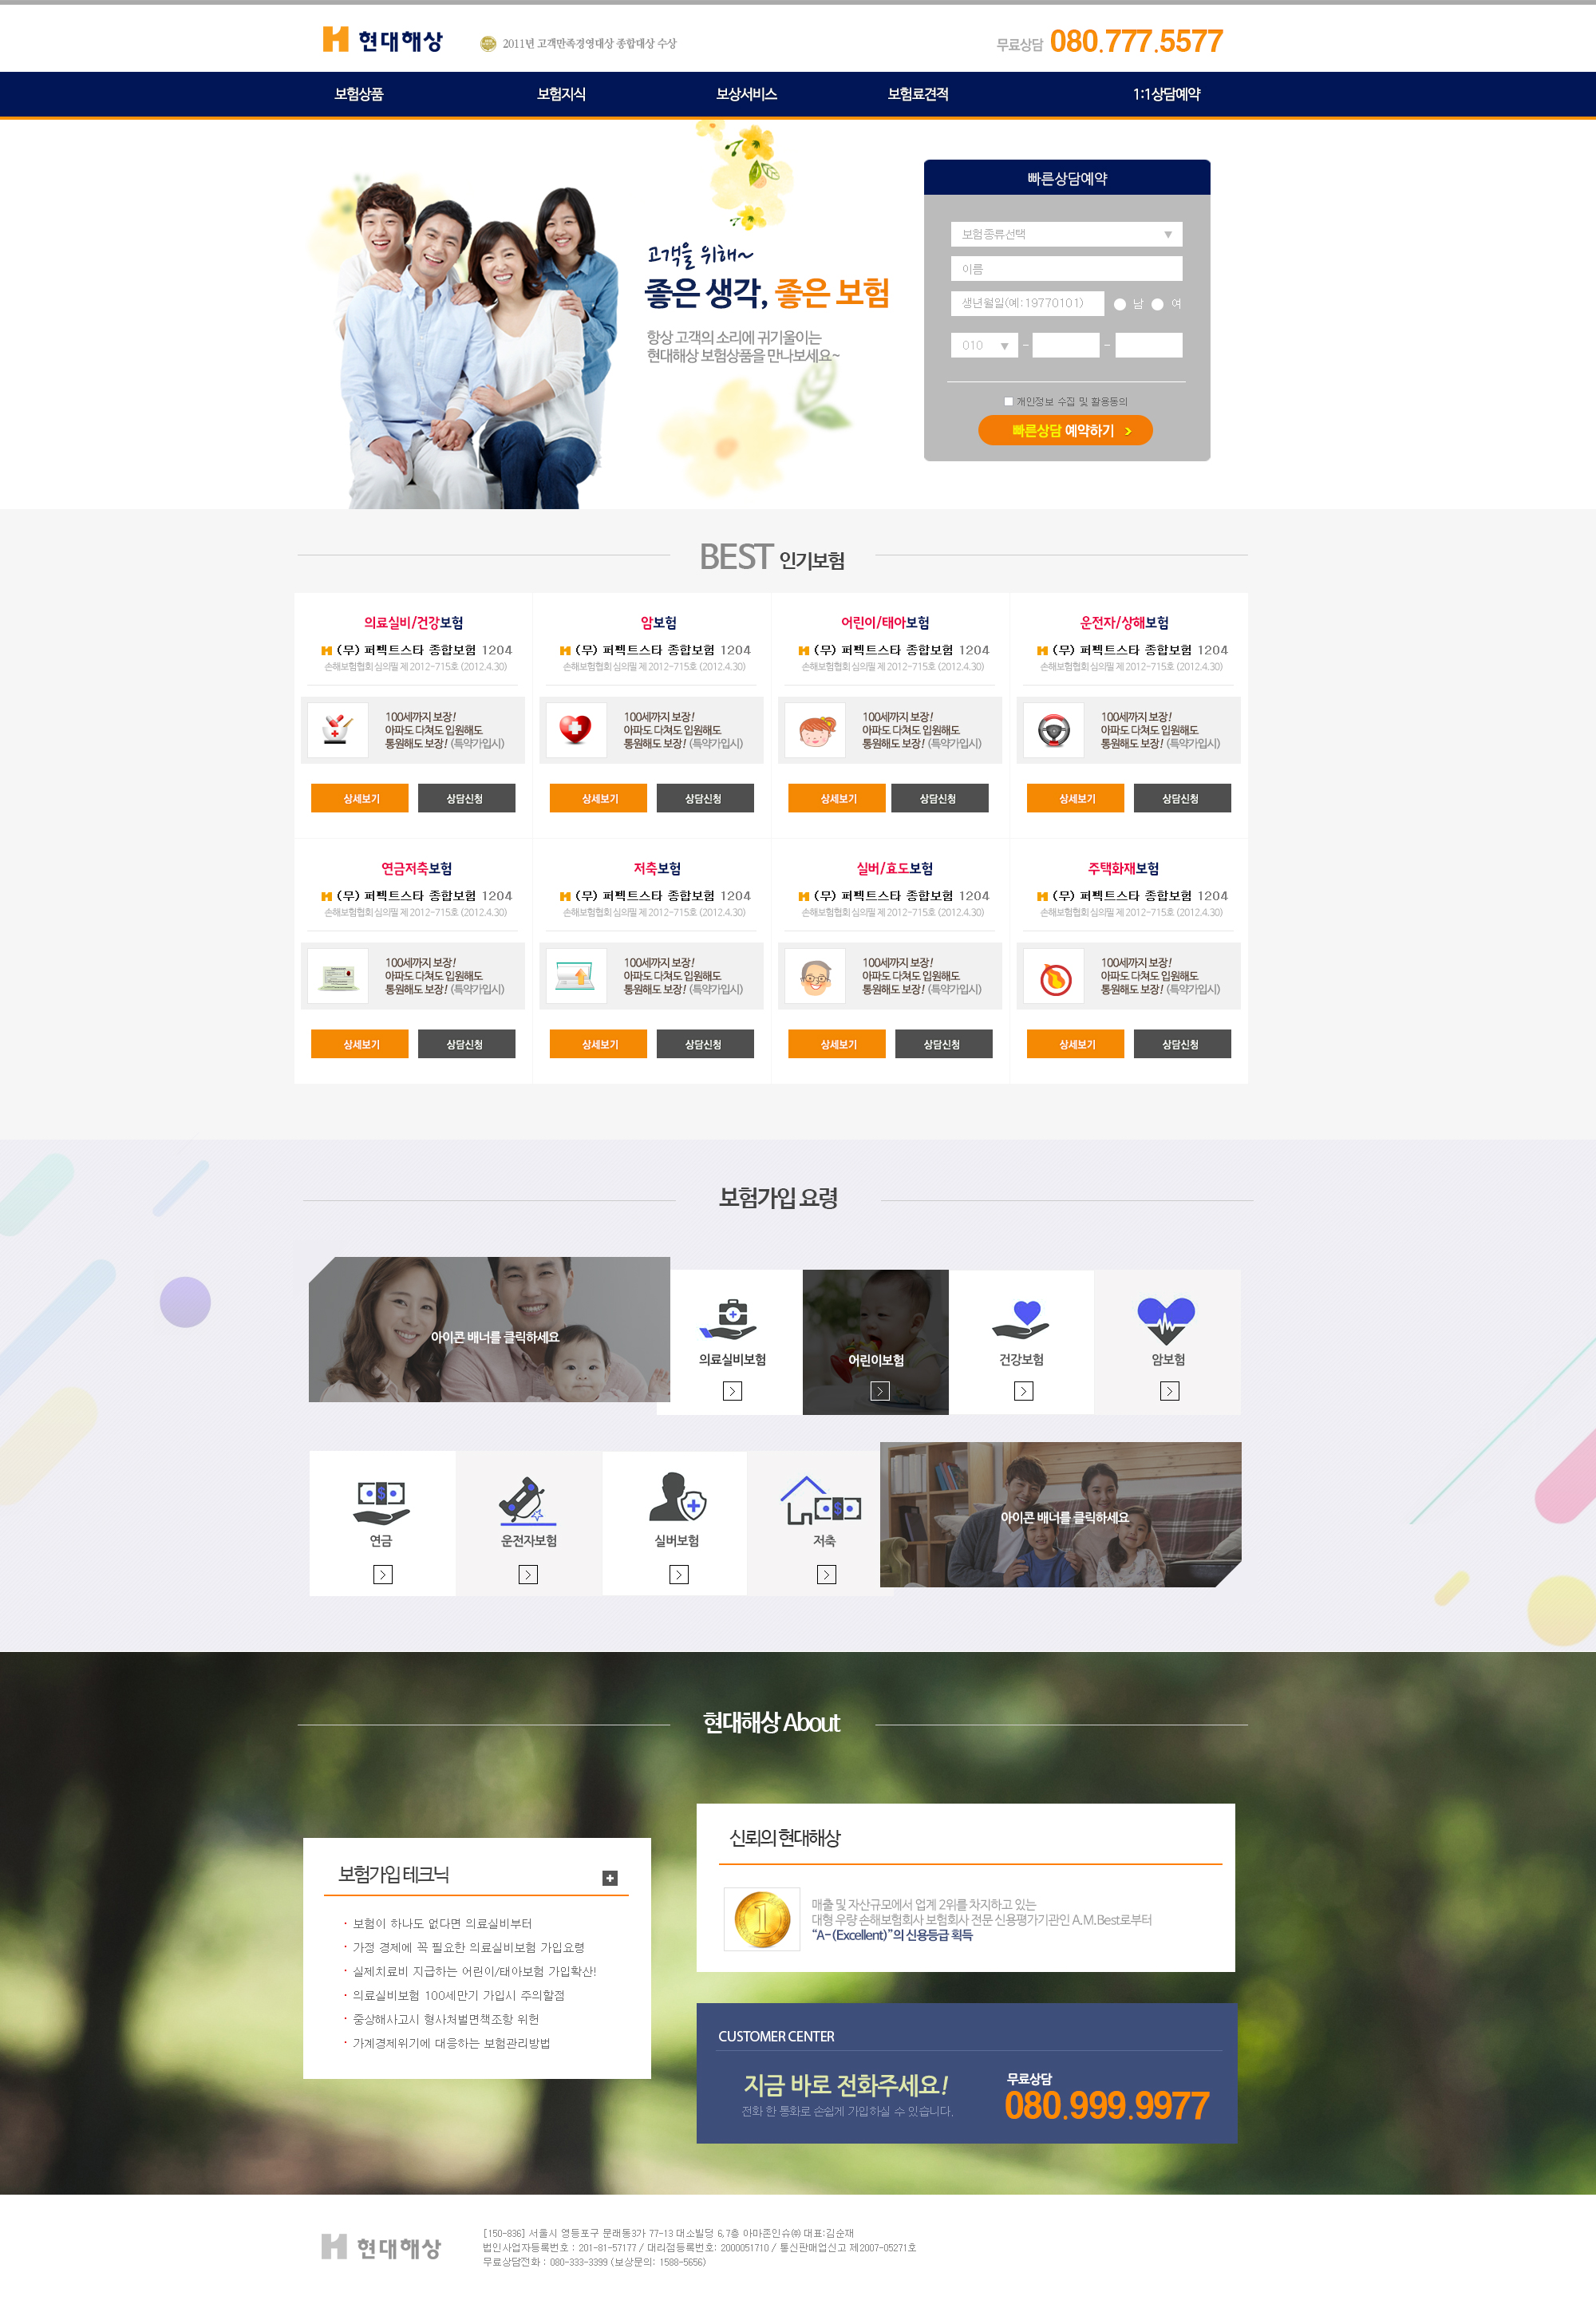 현대해상
2011년 고객만족경영대상 종합대상 수상
무료상담 080.777.5577
보험상품 보험지식 보상서비스 보험료견적 1:1상담예약
고객을 위해~
좋은 생각, 좋은 보험
항상 고객의 소리에 귀기울이는
현대해상 보험상품을 만나보세요~
빠른상담예약
보험종류선택 ▼
이름
생년월일(예:19770101) 남 여
010 ▼ - -
개인정보 수집 및 활용동의
빠른상담 예약하기 >
BEST 인기보험
의료실비/건강보험
(무) 퍼펙트스타 종합보험 1204
손해보험협회 심의필 제 2012-715호 (2012.4.30)
100세까지 보장!
아파도 다쳐도 입원해도
통원해도 보장! (특약가입시)
상세보기 상담신청
암보험
(무) 퍼펙트스타 종합보험 1204
손해보험협회 심의필 제 2012-715호 (2012.4.30)
100세까지 보장!
아파도 다쳐도 입원해도
통원해도 보장! (특약가입시)
상세보기 상담신청
어린이/태아보험
(무) 퍼펙트스타 종합보험 1204
손해보험협회 심의필 제 2012-715호 (2012.4.30)
100세까지 보장!
아파도 다쳐도 입원해도
통원해도 보장! (특약가입시)
상세보기 상담신청
운전자/상해보험
(무) 퍼펙트스타 종합보험 1204
손해보험협회 심의필 제 2012-715호 (2012.4.30)
100세까지 보장!
아파도 다쳐도 입원해도
통원해도 보장! (특약가입시)
상세보기 상담신청
연금저축보험
(무) 퍼펙트스타 종합보험 1204
손해보험협회 심의필 제 2012-715호 (2012.4.30)
100세까지 보장!
아파도 다쳐도 입원해도
통원해도 보장! (특약가입시)
상세보기 상담신청
저축보험
(무) 퍼펙트스타 종합보험 1204
손해보험협회 심의필 제 2012-715호 (2012.4.30)
100세까지 보장!
아파도 다쳐도 입원해도
통원해도 보장! (특약가입시)
상세보기 상담신청
실버/효도보험
(무) 퍼펙트스타 종합보험 1204
손해보험협회 심의필 제 2012-715호 (2012.4.30)
100세까지 보장!
아파도 다쳐도 입원해도
통원해도 보장! (특약가입시)
상세보기 상담신청
주택화재보험
(무) 퍼펙트스타 종합보험 1204
손해보험협회 심의필 제 2012-715호 (2012.4.30)
100세까지 보장!
아파도 다쳐도 입원해도
통원해도 보장! (특약가입시)
상세보기 상담신청
보험가입 요령
아이콘 배너를 클릭하세요
의료실비보험
어린이보험
건강보험
암보험
연금
운전자보험
실버보험
저축
아이콘 배너를 클릭하세요
현대해상 About
보험가입 테크닉
· 보험이 하나도 없다면 의료실비부터
· 가정 경제에 꼭 필요한 의료실비보험 가입요령
· 실제치료비 지급하는 어린이/태아보험 가입확산!
· 의료실비보험 100세만기 가입시 주의할점
· 중상해사고시 형사처벌면책조항 위헌
· 가계경제위기에 대응하는 보험관리방법
신뢰의 현대해상
1
매출 및 자산규모에서 업계 2위를 차지하고 있는
대형 우량 손해보험회사 보험회사 전문 신용평가기관인 A.M.Best로부터
“A-(Excellent)”의 신용등급 획득
CUSTOMER CENTER
지금 바로 전화주세요!
전화 한 통화로 손쉽게 가입하실 수 있습니다.
무료상담
080.999.9977
현대해상
[150-836] 서울시 영등포구 문래동3가 77-13 대소빌딩 6,7층 아마존인슈㈜ 대표:김순재
법인사업자등록번호 : 201-81-57177 / 대리점등록번호: 2000051710 / 통신판매업신고 제2007-05271호
무료상담전화 : 080-333-3399 (보상문의: 1588-5656)